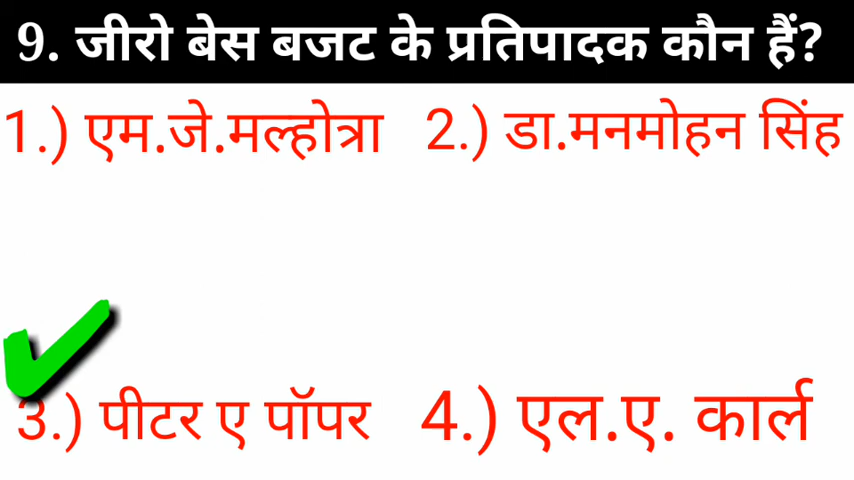 9. जीरो बेस बजट के प्रतिपादक कौन हैं?
1.) एम.जे.मल्होत्रा 2.) डा.मनमोहन सिंह
3.) पीटर ए पॉपर 4.) एल.ए. कार्ल